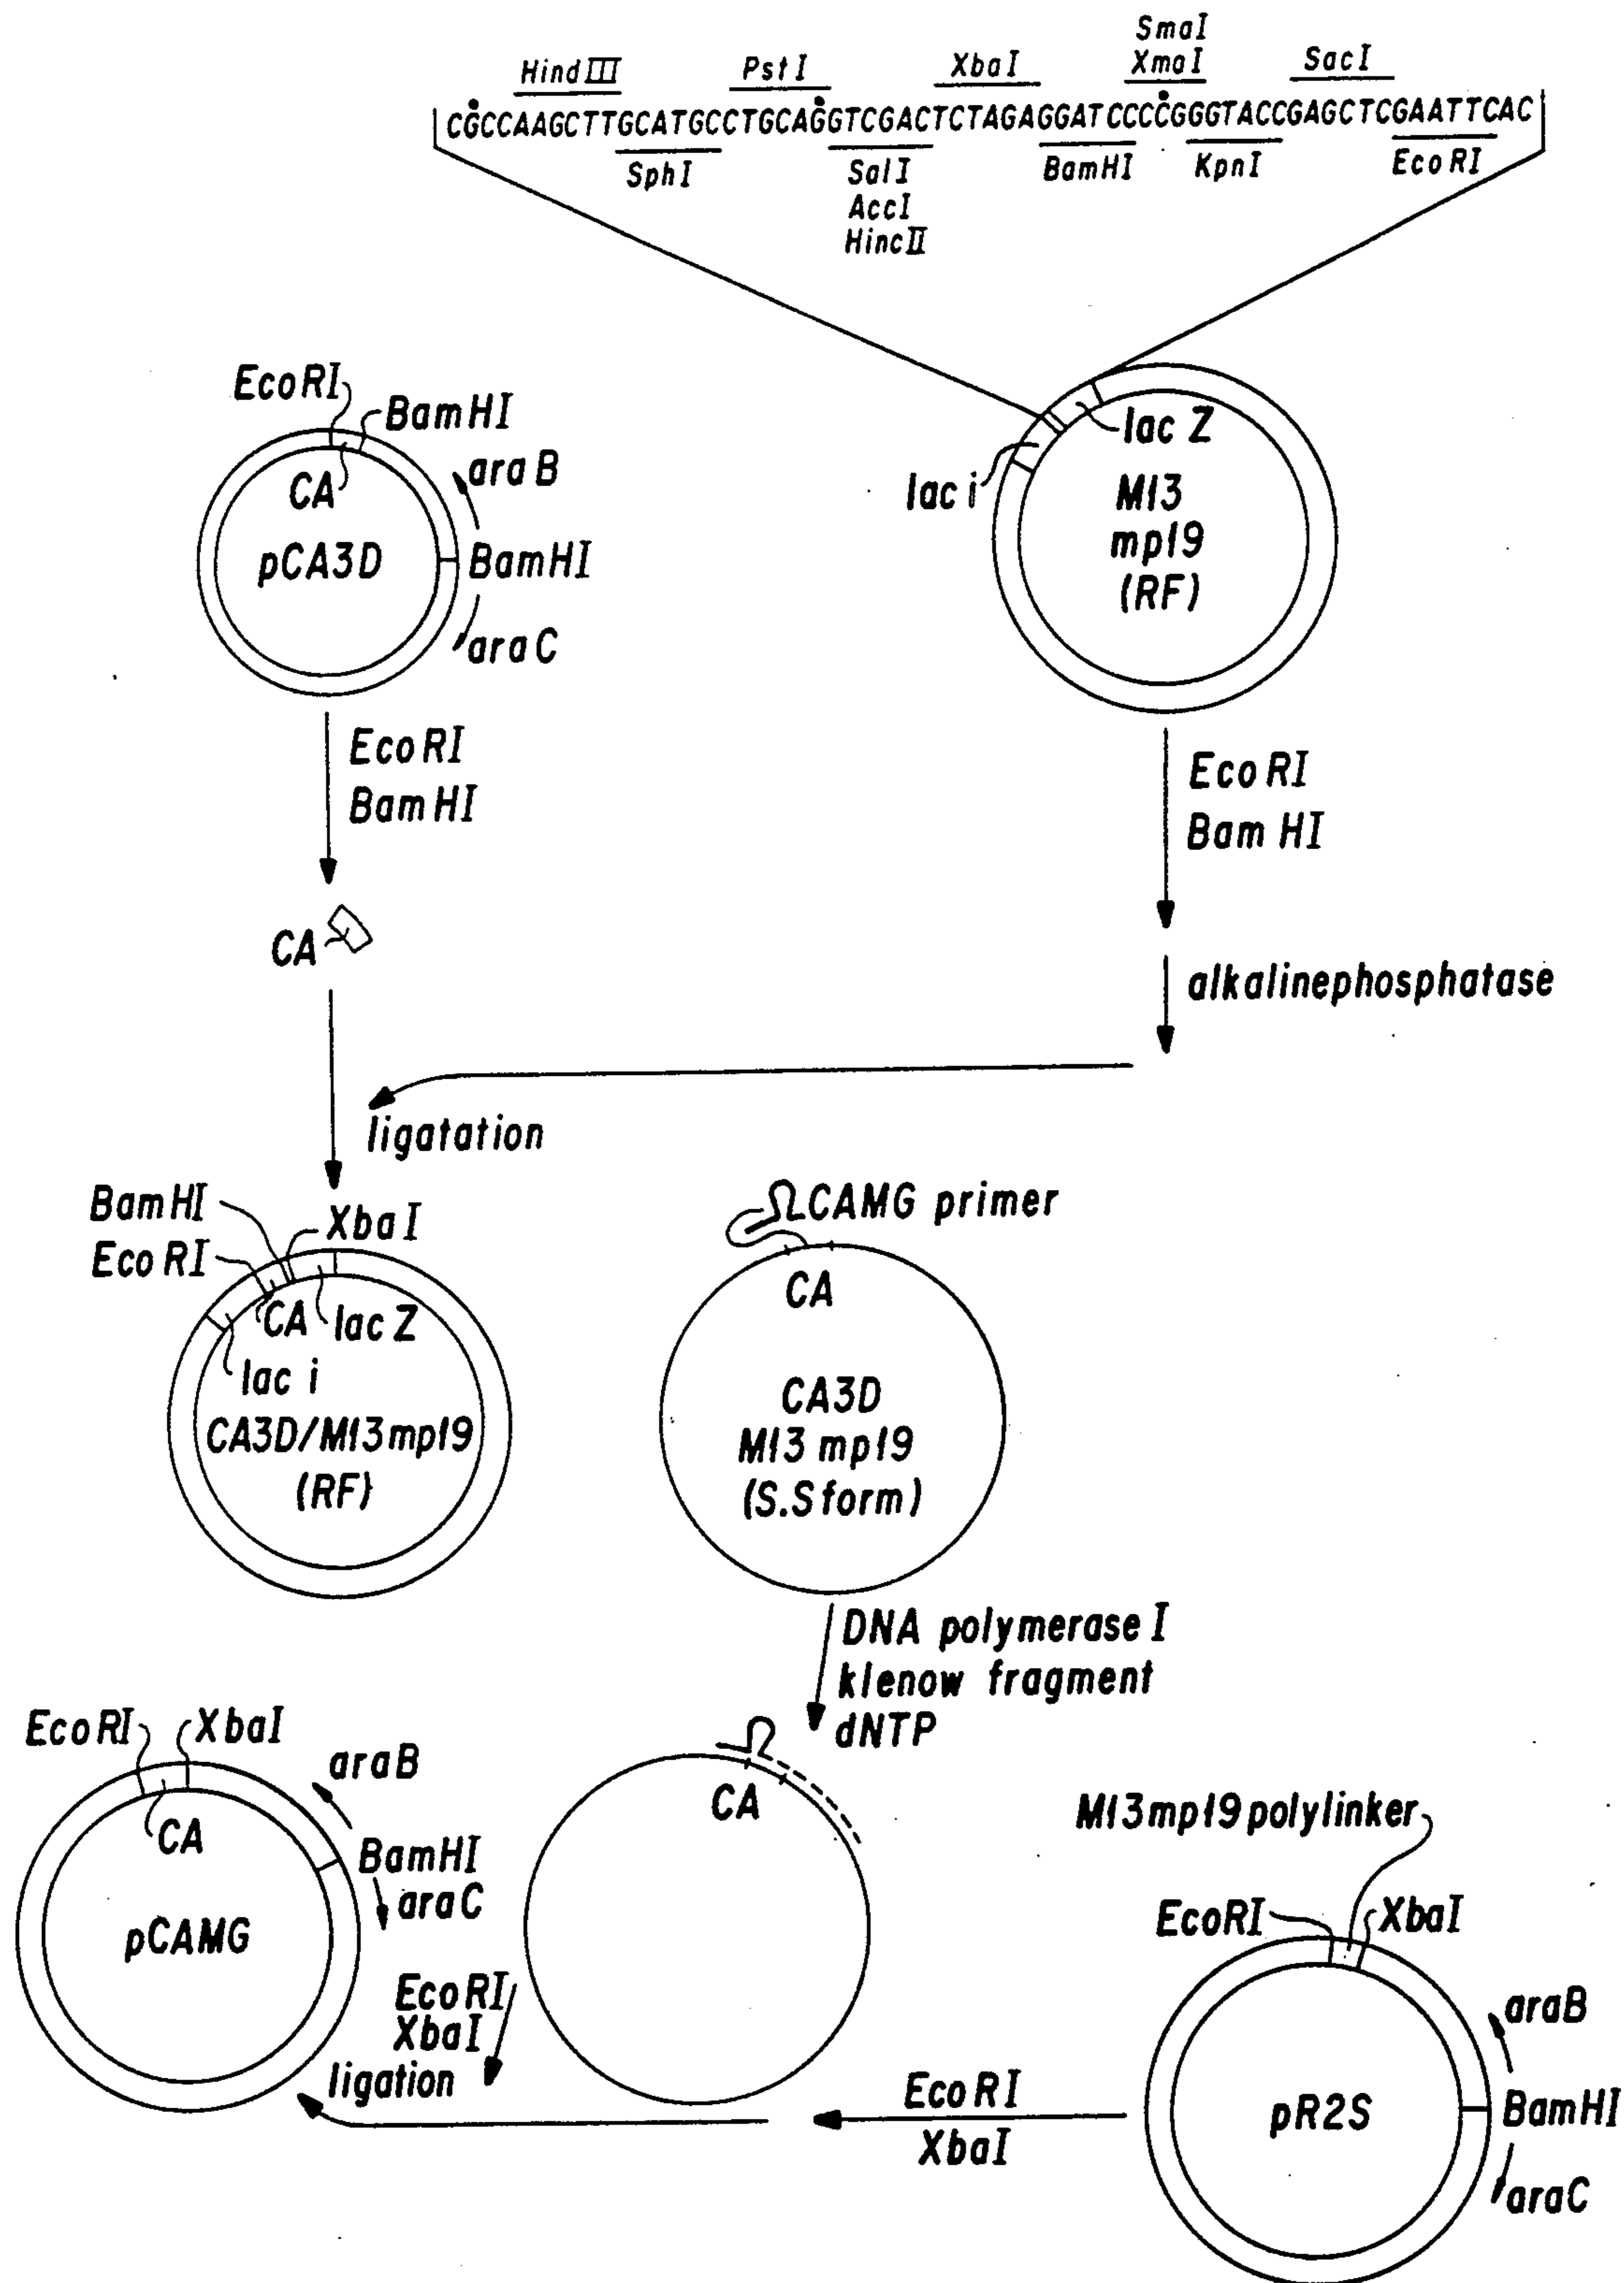 SmaI
HindIII PstI XbaI XmaI SacI
CGCCAAGCTTGCATGCCTGCAGGTCGACTCTAGAGGATCCCCGGGTACCGAGCTCGAATTCAC
SphI SalI BamHI KpnI EcoRI
AccI
HincII
EcoRI
BamHI
CA
araB
pCA3D
BamHI
araC
lac Z
lac i
M13
mp19
(RF)
EcoRI
BamHI
EcoRI
Bam HI
CA
alkalinephosphatase
ligatation
BamHI
XbaI
EcoRI
CA
lac Z
lac i
CA3D/M13mp19
(RF)
CAMG primer
CA
CA3D
M13 mp19
(S.S form)
DNA polymerase I
klenow fragment
dNTP
EcoRI
XbaI
araB
CA
BamHI
araC
pCAMG
CA
EcoRI
XbaI
ligation
M13mp19 polylinker
EcoRI
XbaI
araB
pR2S
BamHI
araC
EcoRI
XbaI